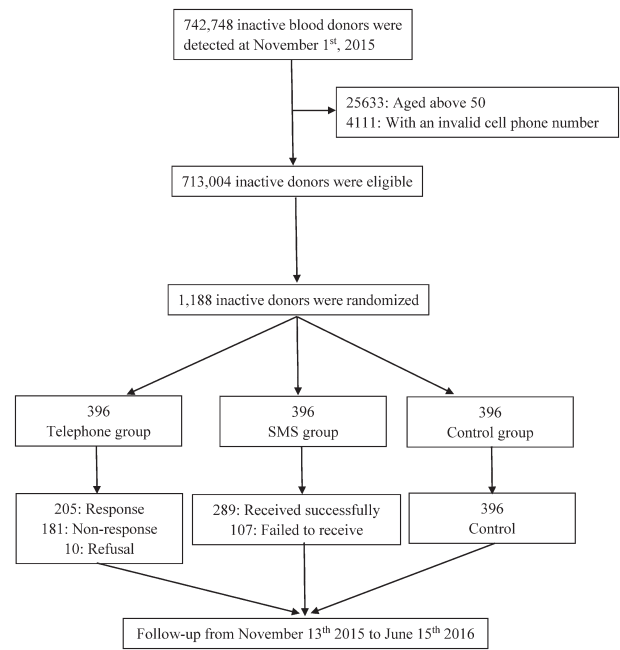 742,748 inactive blood donors were
detected at November 1st, 2015
25633: Aged above 50
4111: With an invalid cell phone number
713,004 inactive donors were eligible
1,188 inactive donors were randomized
396
Telephone group
396
SMS group
396
Control group
205: Response
181: Non-response
10: Refusal
289: Received successfully
107: Failed to receive
396
Control
Follow-up from November 13th 2015 to June 15th 2016